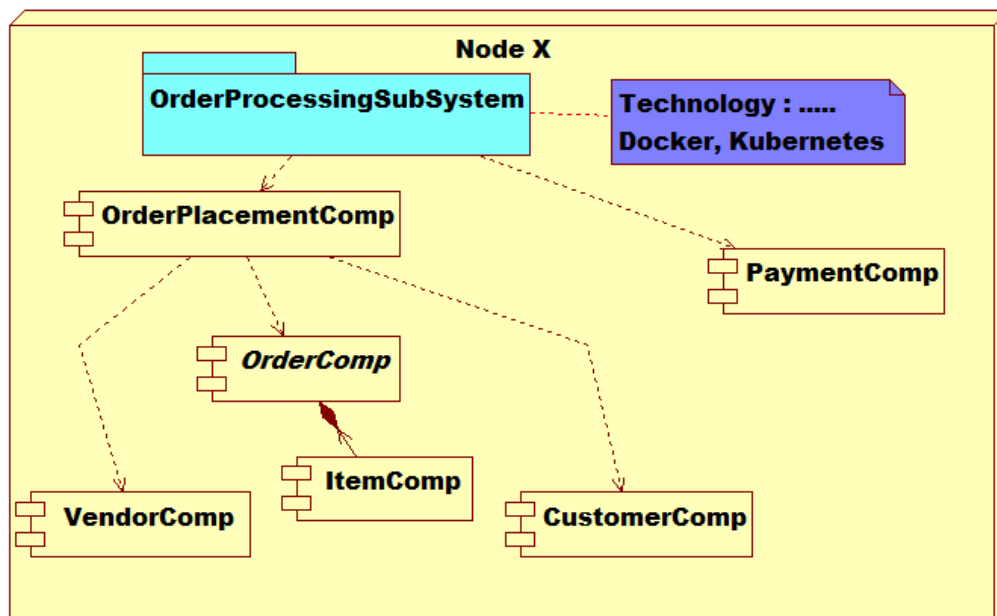 Node X
OrderProcessingSubSystem
Technology : .....
Docker, Kubernetes
OrderPlacementComp
PaymentComp
OrderComp
ItemComp
VendorComp
CustomerComp